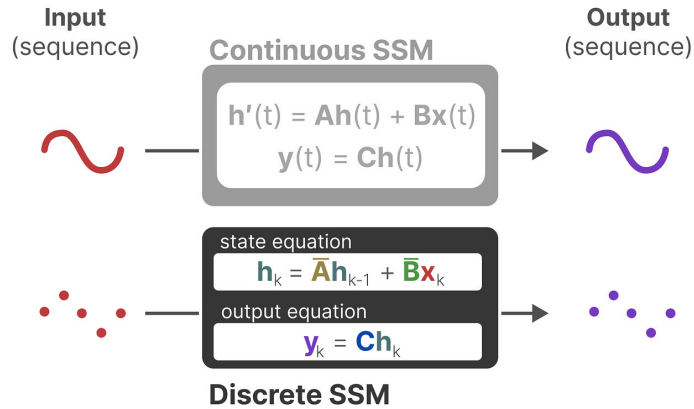 Input
(sequence)
Output
(sequence)
Continuous SSM
h′(t) = Ah(t) + Bx(t)
y(t) = Ch(t)
state equation
hₖ = A̅hₖ₋₁ + B̅xₖ
output equation
yₖ = Chₖ
Discrete SSM